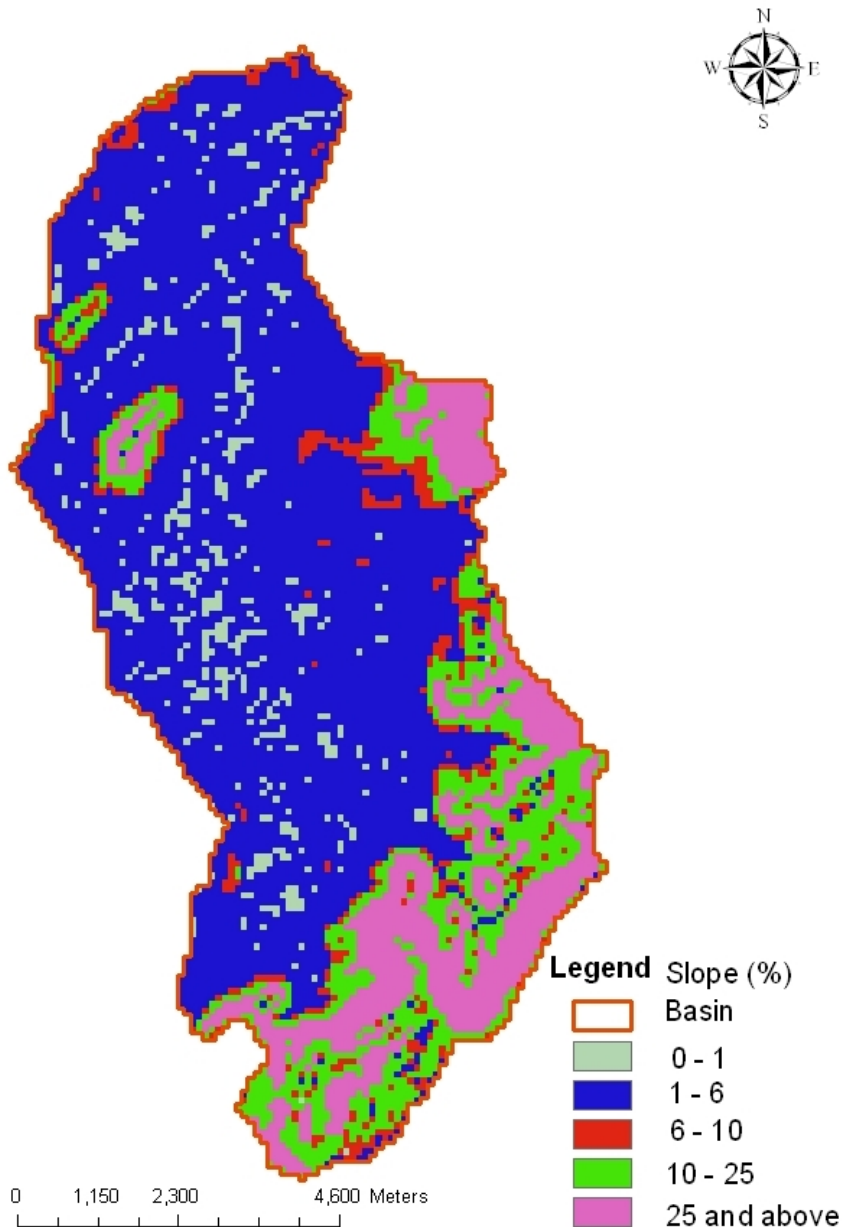 N
W E
S
Legend Slope (%)
Basin
0 - 1
1 - 6
6 - 10
10 - 25
25 and above
0 1,150 2,300 4,600 Meters